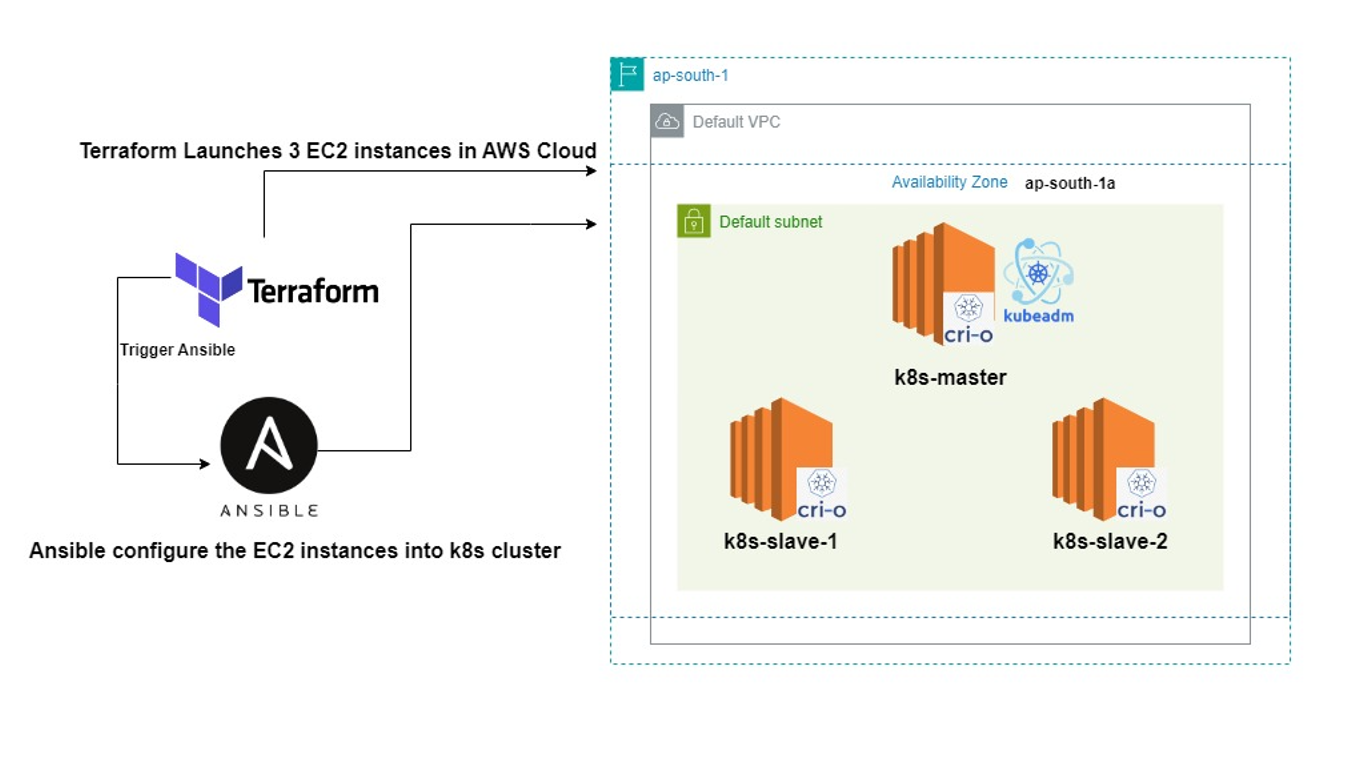 ap-south-1
Default VPC
Terraform Launches 3 EC2 instances in AWS Cloud
Availability Zone ap-south-1a
Default subnet
Terraform
kubeadm
cri-o
Trigger Ansible
k8s-master
ANSIBLE
cri-o
cri-o
k8s-slave-1
k8s-slave-2
Ansible configure the EC2 instances into k8s cluster